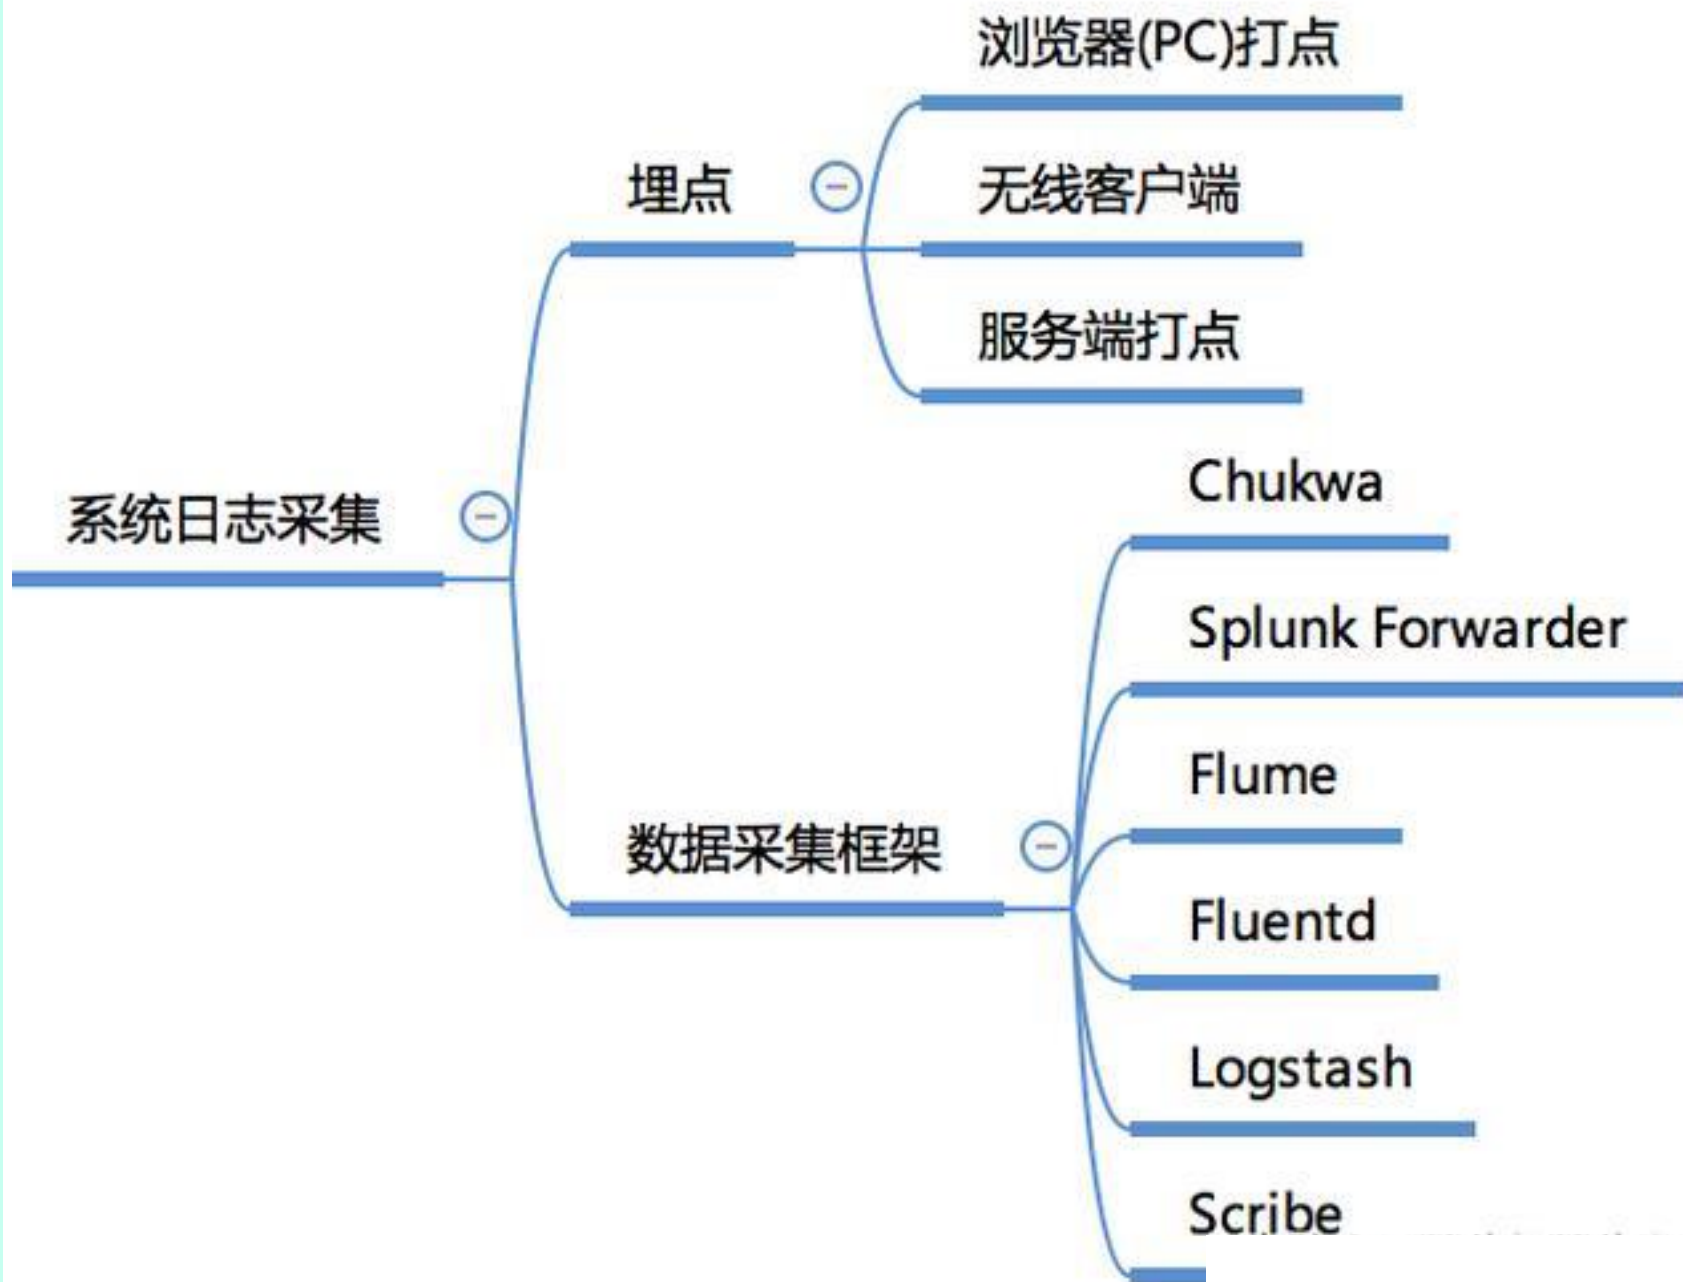 浏览器(PC)打点
埋点
无线客户端
服务端打点
系统日志采集
Chukwa
Splunk Forwarder
Flume
数据采集框架
Fluentd
Logstash
Scribe